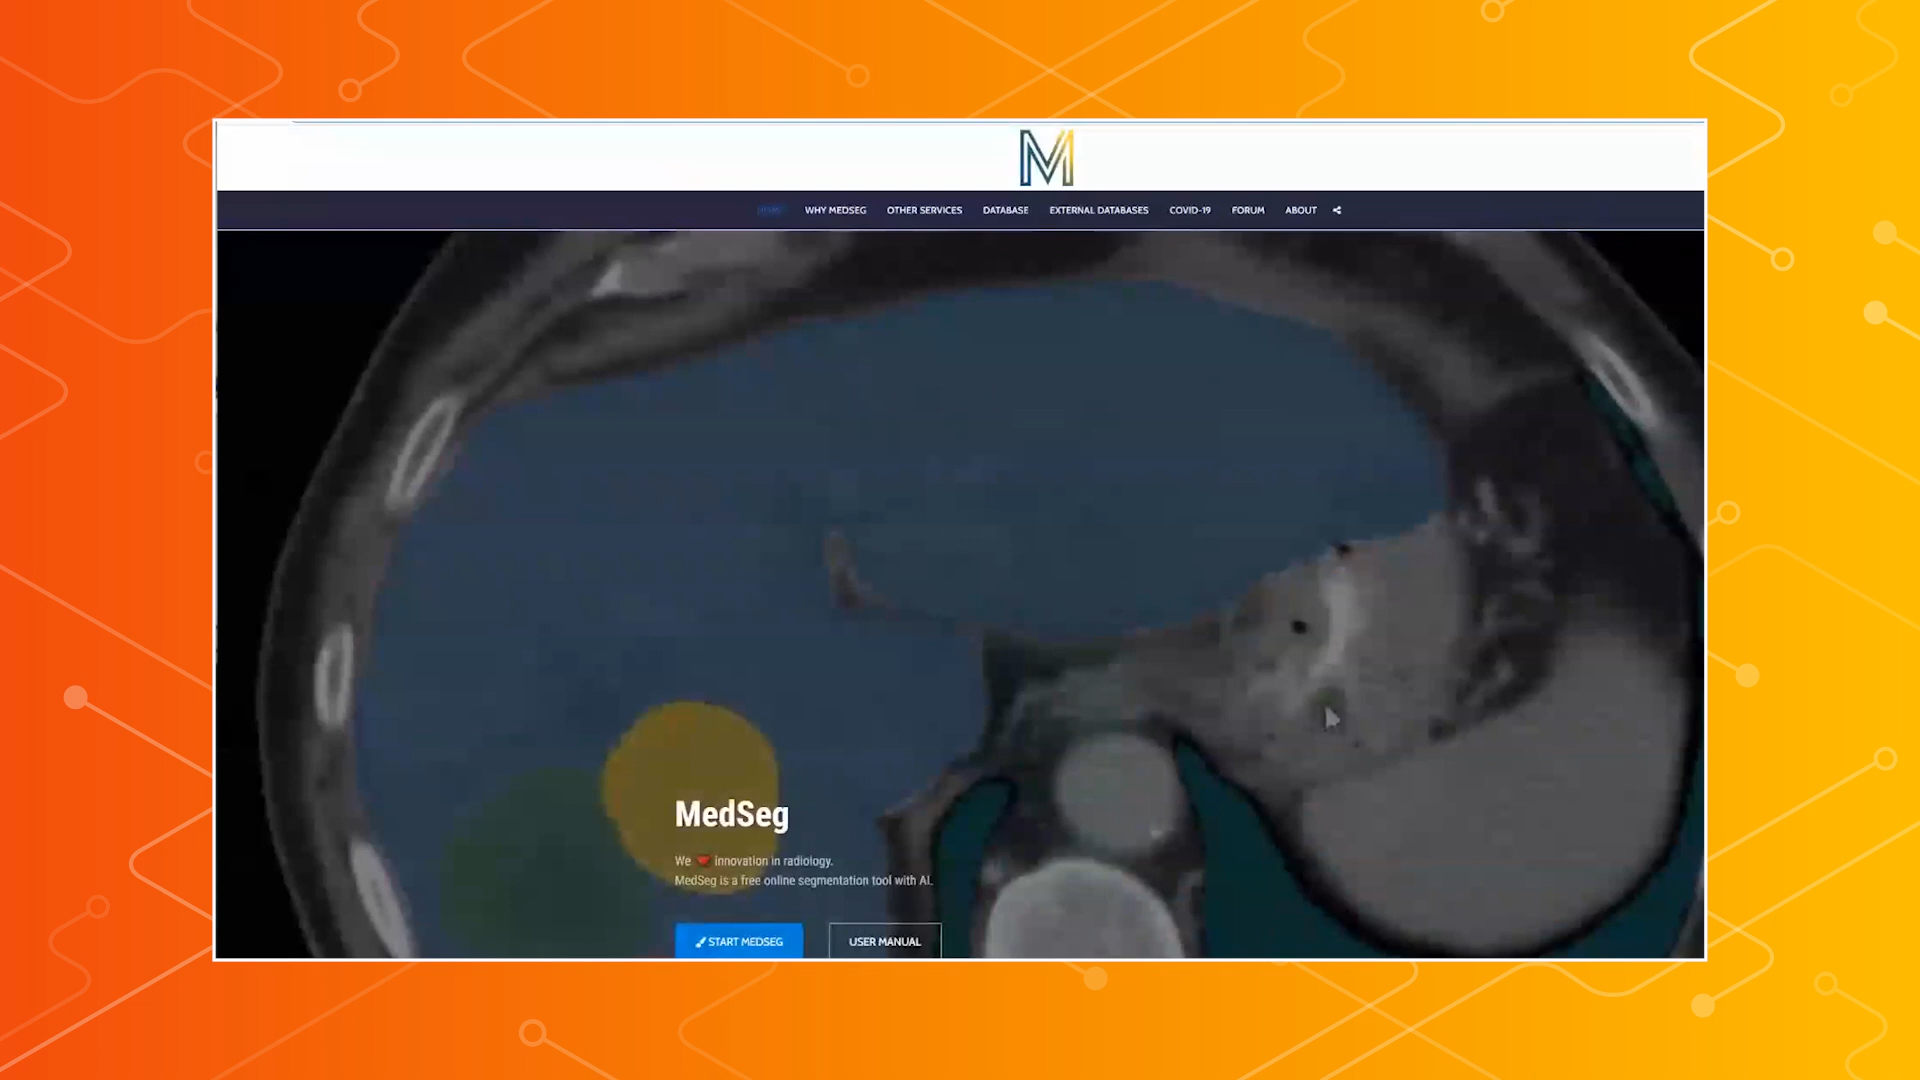 M
HOME WHY MEDSEG OTHER SERVICES DATABASE EXTERNAL DATABASES COVID-19 FORUM ABOUT
MedSeg
We ❤ innovation in radiology.
MedSeg is a free online segmentation tool with AI.
START MEDSEG USER MANUAL